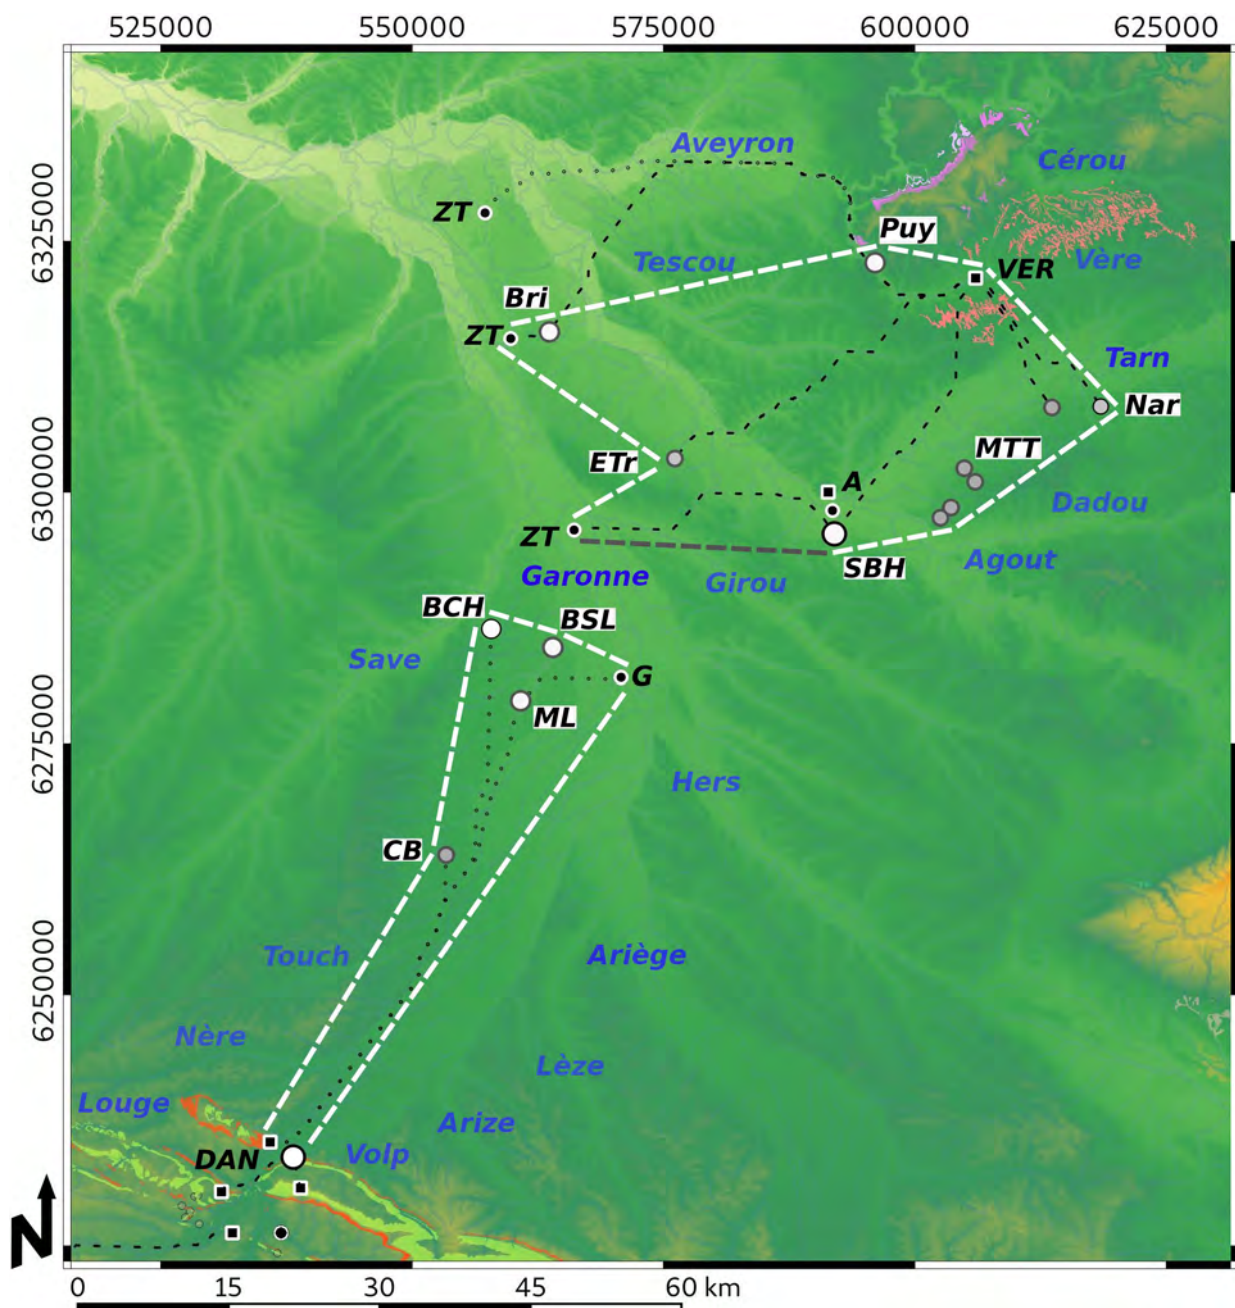 525000 550000 575000 600000 625000
Aveyron
Cérou
ZT
6325000
Puy
Tescou
VER
Vère
Bri
ZT
Tarn
Nar
ETr
MTT
A
6300000
Dadou
ZT
Agout
SBH
Garonne
Girou
BCH
BSL
Save
G
ML
6275000
Hers
CB
Touch
Ariège
6250000
Nère
Lèze
Louge
Arize
DAN
Volp
N
0 15 30 45 60 km